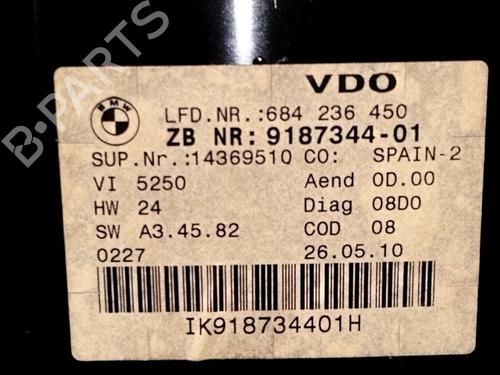 VDO
BMW
LFD.NR.:684 236 450
ZB NR: 9187344-01
SUP.Nr.:14369510 CO: SPAIN-2
VI 5250 Aend 0D.00
HW 24 Diag 08D0
SW A3.45.82 COD 08
0227 26.05.10
IK918734401H
B-PARTS